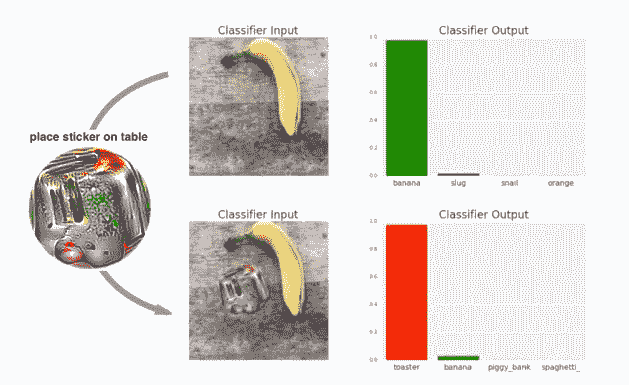 place sticker on table
Classifier Input
Classifier Output
1.0
0.8
0.6
0.4
0.2
0.0
banana slug snail orange
Classifier Input
Classifier Output
1.0
0.8
0.6
0.4
0.2
0.0
toaster banana piggy_bank spaghetti_